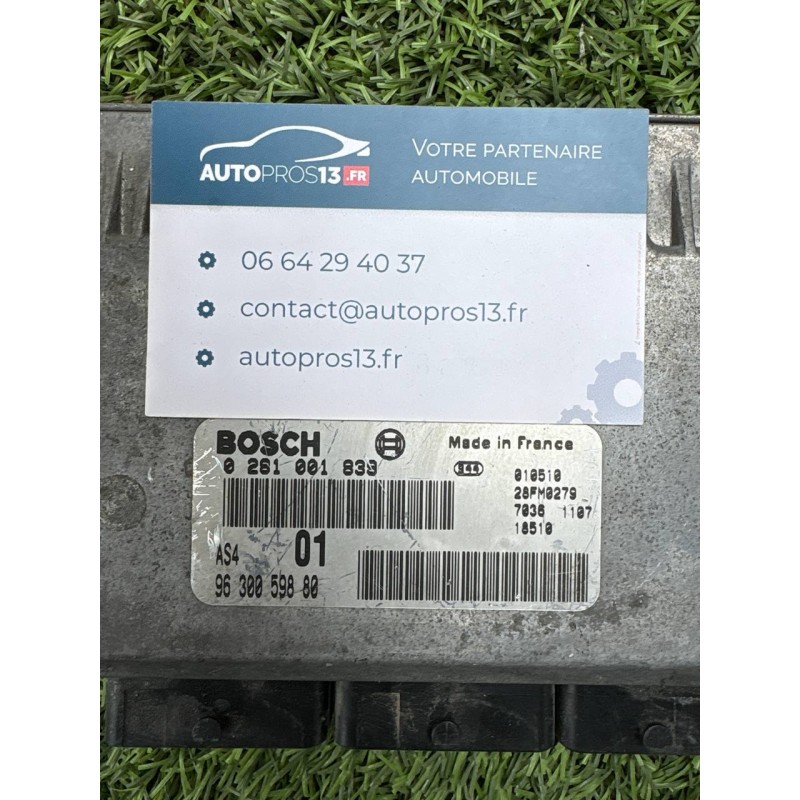 AUTOPROS13.FR
VOTRE PARTENAIRE
AUTOMOBILE
06 64 29 40 37
contact@autopros13.fr
autopros13.fr
BOSCH
Made in France
0 261 001 833
944
010510
28FM0279
7036 1107
18510
AS4 01
96 300 598 80